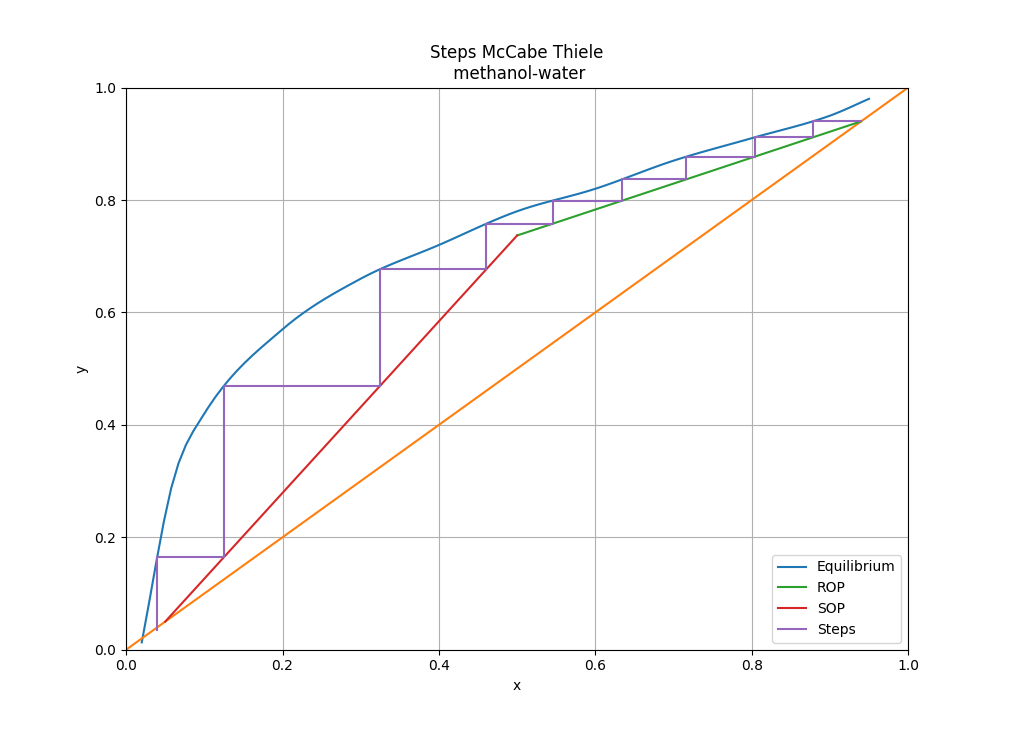 Steps McCabe Thiele
methanol-water
1.0
0.8
0.6
0.4
0.2
0.0
y
0.0 0.2 0.4 0.6 0.8 1.0
x
Equilibrium
ROP
SOP
Steps